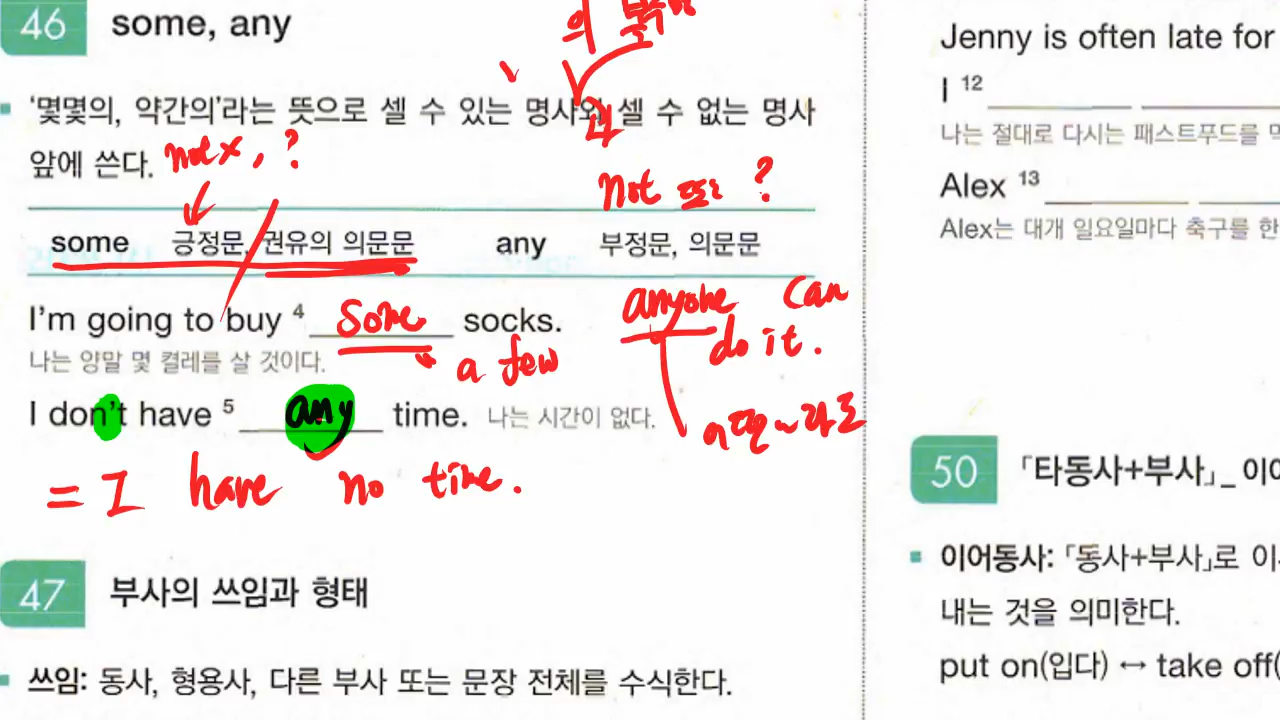 46 some, any
의 복수
'몇몇의, 약간의'라는 뜻으로 셀 수 있는 명사와 셀 수 없는 명사
앞에 쓴다. not x, ?
Not 또는 ?
some 긍정문, 권유의 의문문 any 부정문, 의문문
I'm going to buy 4 some socks.
나는 양말 몇 켤레를 살 것이다.
a few
anyone can
do it.
어떤~라도
I don't have 5 any time. 나는 시간이 없다.
= I have no time.
47 부사의 쓰임과 형태
쓰임: 동사, 형용사, 다른 부사 또는 문장 전체를 수식한다.
Jenny is often late for
I 12
나는 절대로 다시는 패스트푸드를
Alex 13
Alex는 대개 일요일마다 축구를 한
50 「타동사+부사」_ 이어
이어동사: 「동사+부사」로 이
내는 것을 의미한다.
put on(입다) ↔ take off(